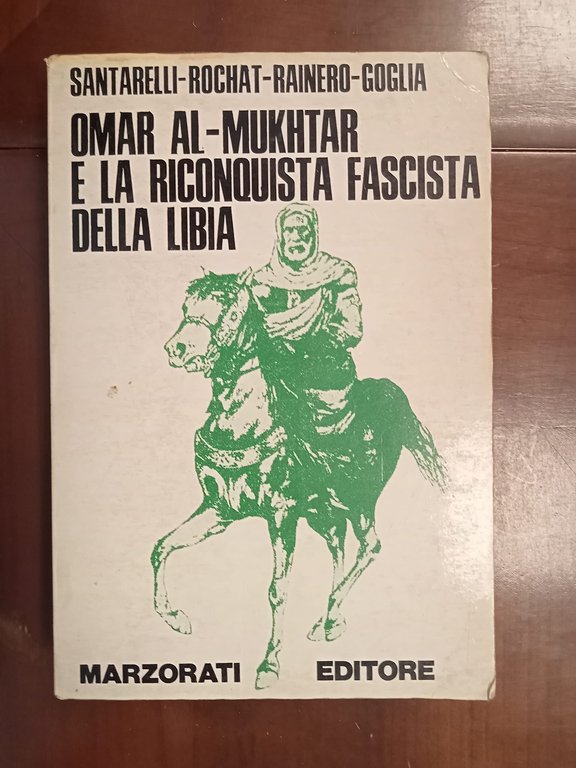 SANTARELLI-ROCHAT-RAINERO-GOGLIA
OMAR AL-MUKHTAR
E LA RICONQUISTA FASCISTA
DELLA LIBIA
MARZORATI EDITORE